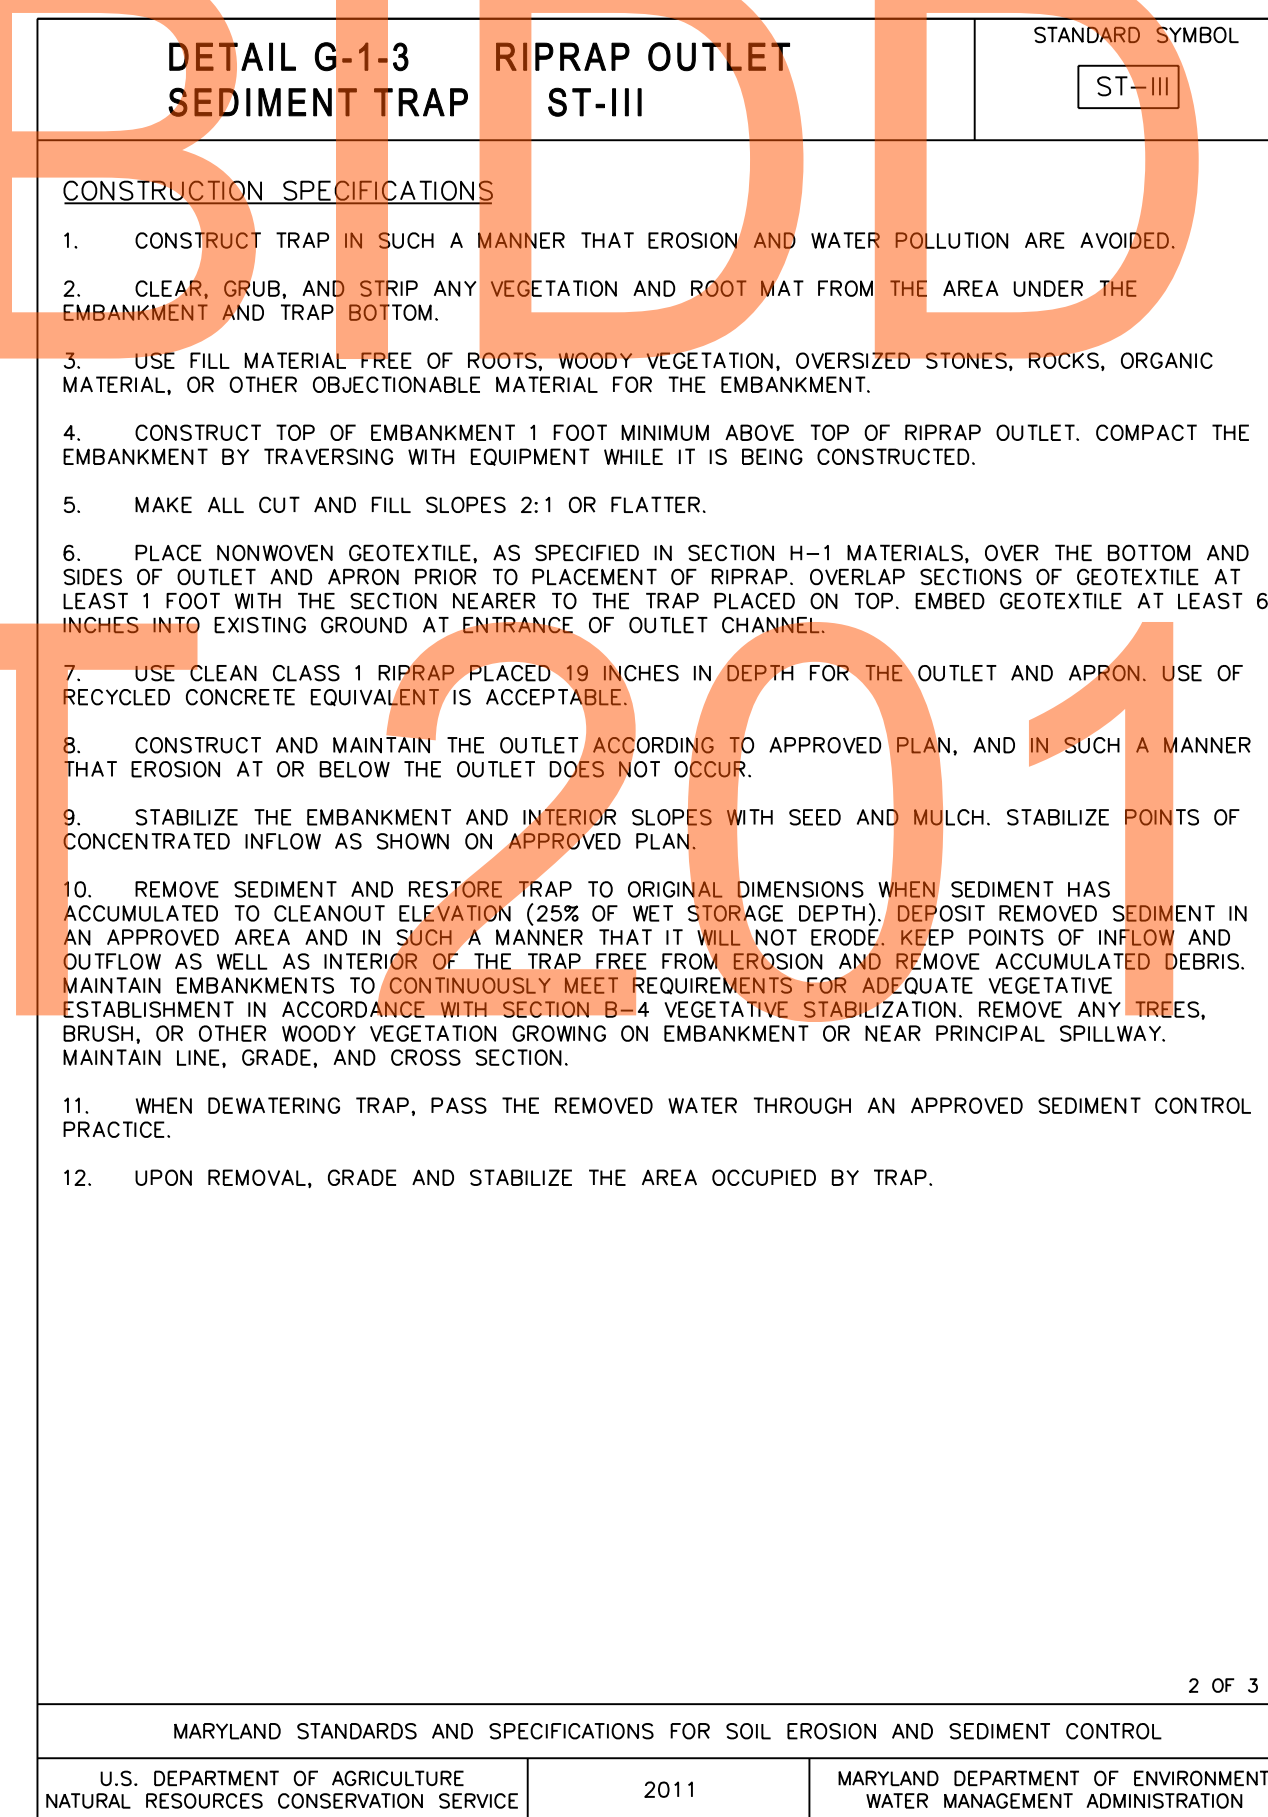 BIDD
T 201
DETAIL G-1-3 RIPRAP OUTLET
SEDIMENT TRAP ST-III
STANDARD SYMBOL
ST-III
CONSTRUCTION SPECIFICATIONS
1. CONSTRUCT TRAP IN SUCH A MANNER THAT EROSION AND WATER POLLUTION ARE AVOIDED.
2. CLEAR, GRUB, AND STRIP ANY VEGETATION AND ROOT MAT FROM THE AREA UNDER THE
EMBANKMENT AND TRAP BOTTOM.
3. USE FILL MATERIAL FREE OF ROOTS, WOODY VEGETATION, OVERSIZED STONES, ROCKS, ORGANIC
MATERIAL, OR OTHER OBJECTIONABLE MATERIAL FOR THE EMBANKMENT.
4. CONSTRUCT TOP OF EMBANKMENT 1 FOOT MINIMUM ABOVE TOP OF RIPRAP OUTLET. COMPACT THE
EMBANKMENT BY TRAVERSING WITH EQUIPMENT WHILE IT IS BEING CONSTRUCTED.
5. MAKE ALL CUT AND FILL SLOPES 2:1 OR FLATTER.
6. PLACE NONWOVEN GEOTEXTILE, AS SPECIFIED IN SECTION H-1 MATERIALS, OVER THE BOTTOM AND
SIDES OF OUTLET AND APRON PRIOR TO PLACEMENT OF RIPRAP. OVERLAP SECTIONS OF GEOTEXTILE AT
LEAST 1 FOOT WITH THE SECTION NEARER TO THE TRAP PLACED ON TOP. EMBED GEOTEXTILE AT LEAST 6
INCHES INTO EXISTING GROUND AT ENTRANCE OF OUTLET CHANNEL.
7. USE CLEAN CLASS 1 RIPRAP PLACED 19 INCHES IN DEPTH FOR THE OUTLET AND APRON. USE OF
RECYCLED CONCRETE EQUIVALENT IS ACCEPTABLE.
8. CONSTRUCT AND MAINTAIN THE OUTLET ACCORDING TO APPROVED PLAN, AND IN SUCH A MANNER
THAT EROSION AT OR BELOW THE OUTLET DOES NOT OCCUR.
9. STABILIZE THE EMBANKMENT AND INTERIOR SLOPES WITH SEED AND MULCH. STABILIZE POINTS OF
CONCENTRATED INFLOW AS SHOWN ON APPROVED PLAN.
10. REMOVE SEDIMENT AND RESTORE TRAP TO ORIGINAL DIMENSIONS WHEN SEDIMENT HAS
ACCUMULATED TO CLEANOUT ELEVATION (25% OF WET STORAGE DEPTH). DEPOSIT REMOVED SEDIMENT IN
AN APPROVED AREA AND IN SUCH A MANNER THAT IT WILL NOT ERODE. KEEP POINTS OF INFLOW AND
OUTFLOW AS WELL AS INTERIOR OF THE TRAP FREE FROM EROSION AND REMOVE ACCUMULATED DEBRIS.
MAINTAIN EMBANKMENTS TO CONTINUOUSLY MEET REQUIREMENTS FOR ADEQUATE VEGETATIVE
ESTABLISHMENT IN ACCORDANCE WITH SECTION B-4 VEGETATIVE STABILIZATION. REMOVE ANY TREES,
BRUSH, OR OTHER WOODY VEGETATION GROWING ON EMBANKMENT OR NEAR PRINCIPAL SPILLWAY.
MAINTAIN LINE, GRADE, AND CROSS SECTION.
11. WHEN DEWATERING TRAP, PASS THE REMOVED WATER THROUGH AN APPROVED SEDIMENT CONTROL
PRACTICE.
12. UPON REMOVAL, GRADE AND STABILIZE THE AREA OCCUPIED BY TRAP.
2 OF 3
MARYLAND STANDARDS AND SPECIFICATIONS FOR SOIL EROSION AND SEDIMENT CONTROL
U.S. DEPARTMENT OF AGRICULTURE
NATURAL RESOURCES CONSERVATION SERVICE
2011
MARYLAND DEPARTMENT OF ENVIRONMENT
WATER MANAGEMENT ADMINISTRATION